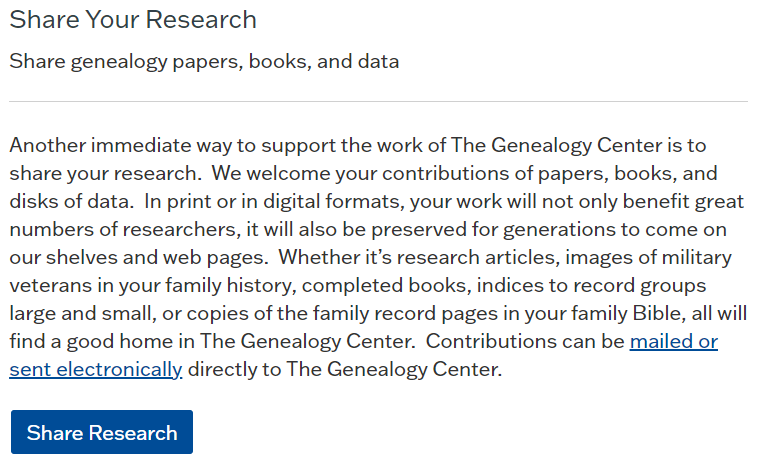 Share Your Research
Share genealogy papers, books, and data
Another immediate way to support the work of The Genealogy Center is to
share your research.  We welcome your contributions of papers, books, and
disks of data.  In print or in digital formats, your work will not only benefit great
numbers of researchers, it will also be preserved for generations to come on
our shelves and web pages.  Whether it’s research articles, images of military
veterans in your family history, completed books, indices to record groups
large and small, or copies of the family record pages in your family Bible, all will
find a good home in The Genealogy Center.  Contributions can be mailed or
sent electronically directly to The Genealogy Center.
Share Research